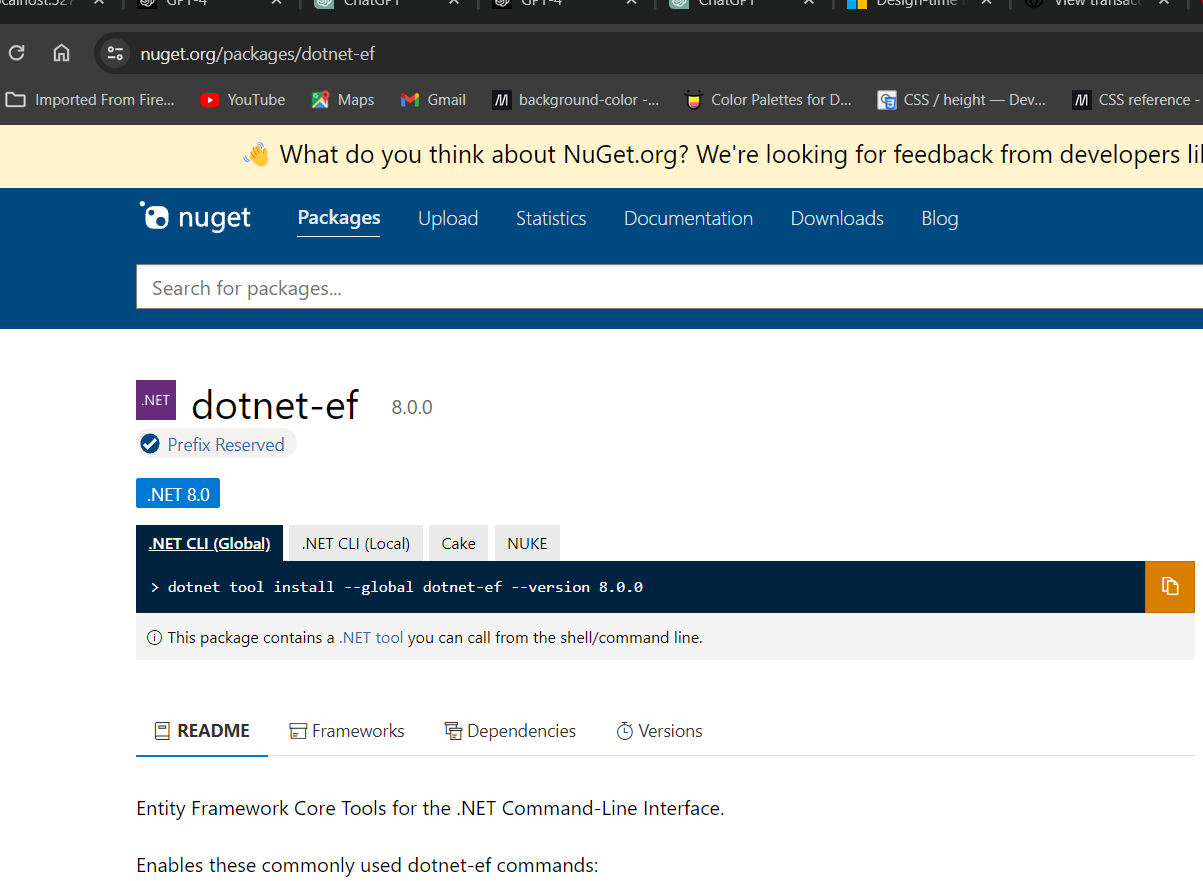 GPT-4 ChatGPT GPT-4 ChatGPT Design-time View transac
nuget.org/packages/dotnet-ef
Imported From Fire... YouTube Maps Gmail background-color -... Color Palettes for D... CSS / height — Dev... CSS reference -
👋 What do you think about NuGet.org? We're looking for feedback from developers li
nuget Packages Upload Statistics Documentation Downloads Blog
Search for packages...
.NET dotnet-ef 8.0.0
Prefix Reserved
.NET 8.0
.NET CLI (Global) .NET CLI (Local) Cake NUKE
> dotnet tool install --global dotnet-ef --version 8.0.0
This package contains a .NET tool you can call from the shell/command line.
README Frameworks Dependencies Versions
Entity Framework Core Tools for the .NET Command-Line Interface.
Enables these commonly used dotnet-ef commands: